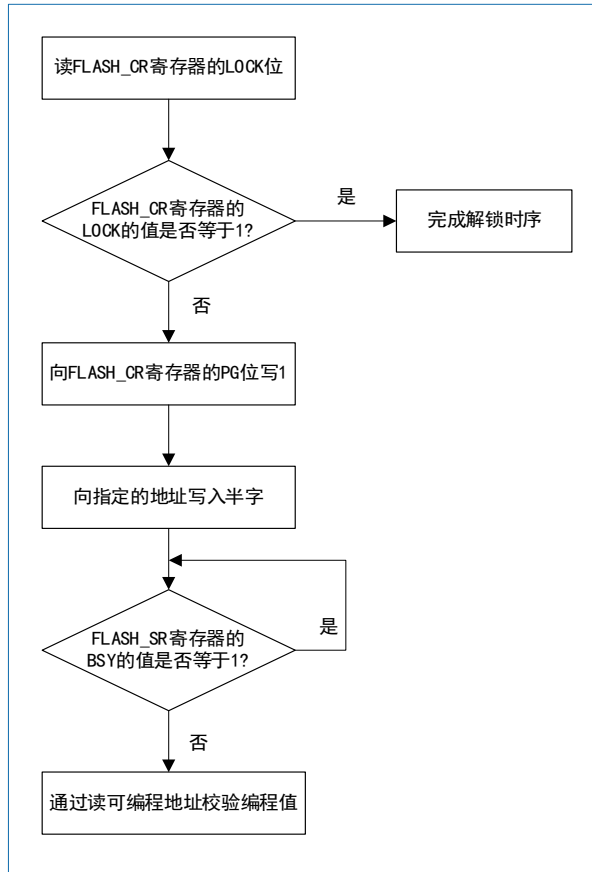 读FLASH_CR寄存器的LOCK位
FLASH_CR寄存器的
LOCK的值是否等于1?
是
完成解锁时序
否
向FLASH_CR寄存器的PG位写1
向指定的地址写入半字
FLASH_SR寄存器的
BSY的值是否等于1?
是
否
通过读可编程地址校验编程值